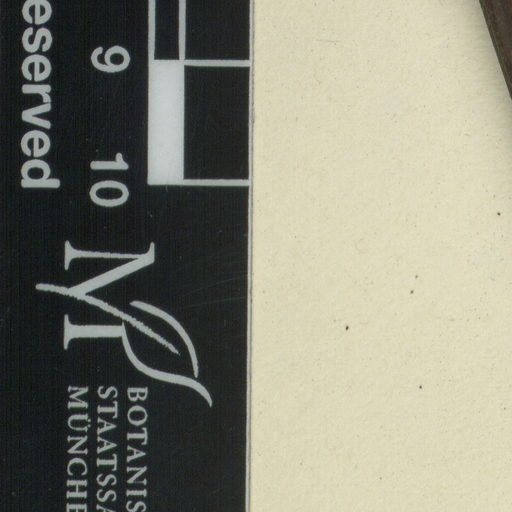 eserved
9 10
M
BOTANIS
STAATSSA
MÜNCHE